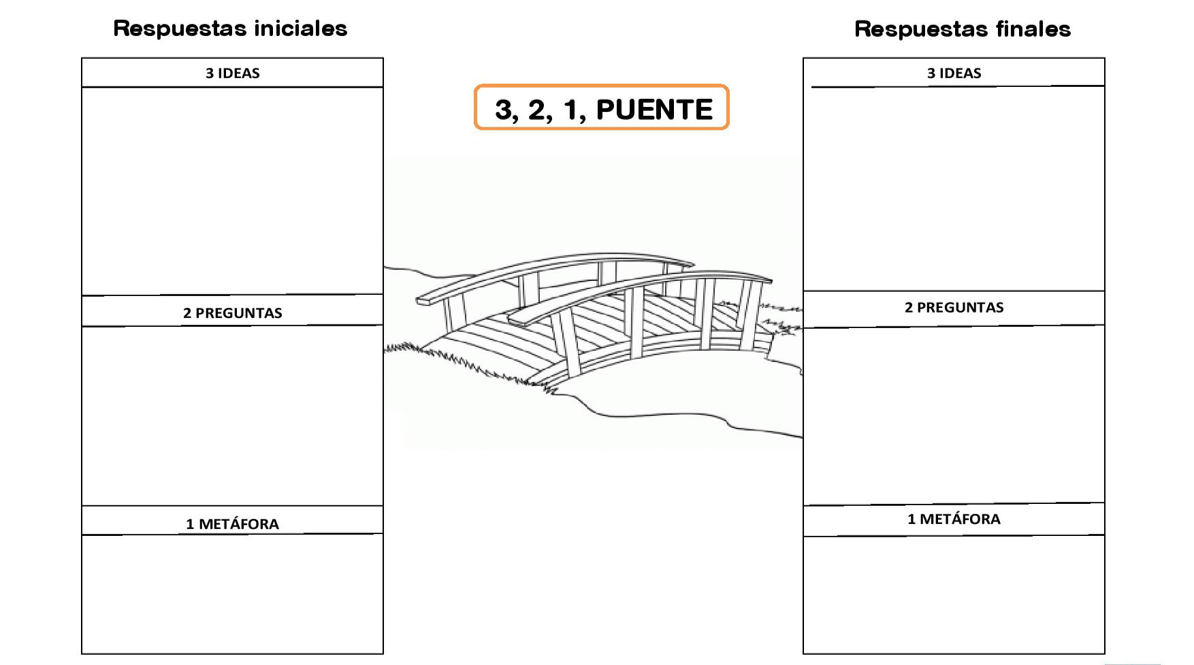 Respuestas iniciales
3 IDEAS
2 PREGUNTAS
1 METÁFORA
3, 2, 1, PUENTE
Respuestas finales
3 IDEAS
2 PREGUNTAS
1 METÁFORA